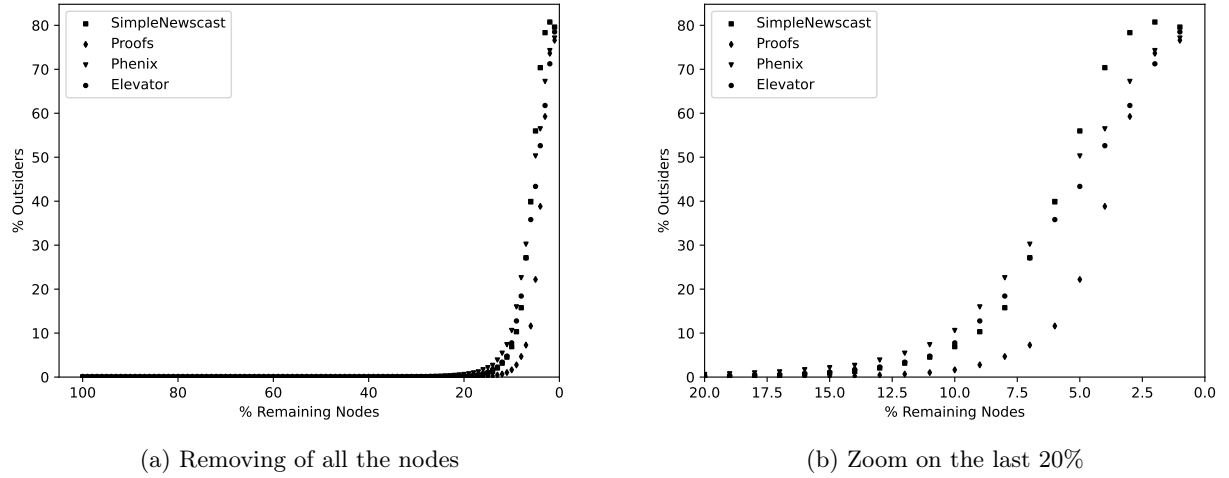 80
70
60
50
40
30
20
10
0
% Outsiders
SimpleNewscast
Proofs
Phenix
Elevator
100 80 60 40 20 0
% Remaining Nodes
(a) Removing of all the nodes
80
70
60
50
40
30
20
10
0
% Outsiders
SimpleNewscast
Proofs
Phenix
Elevator
20.0 17.5 15.0 12.5 10.0 7.5 5.0 2.5 0.0
% Remaining Nodes
(b) Zoom on the last 20%